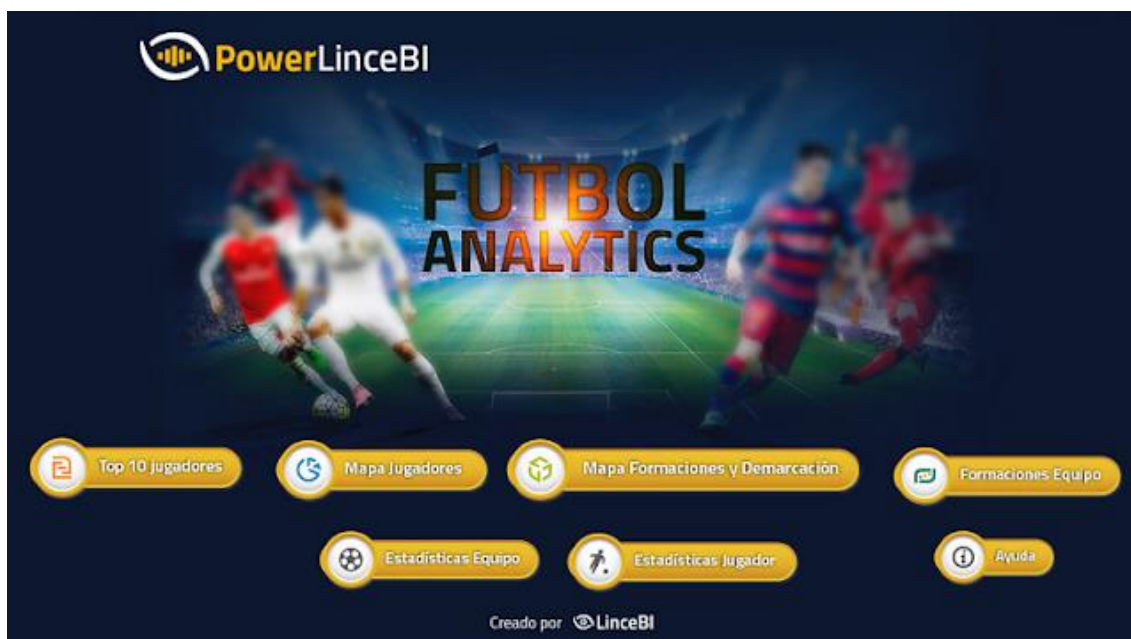 PowerLinceBI
FÚTBOL
ANALYTICS
Top 10 jugadores
Mapa Jugadores
Mapa Formaciones y Demarcación
Formaciones Equipo
Estadísticas Equipo
Estadísticas Jugador
Ayuda
Creado por LinceBI